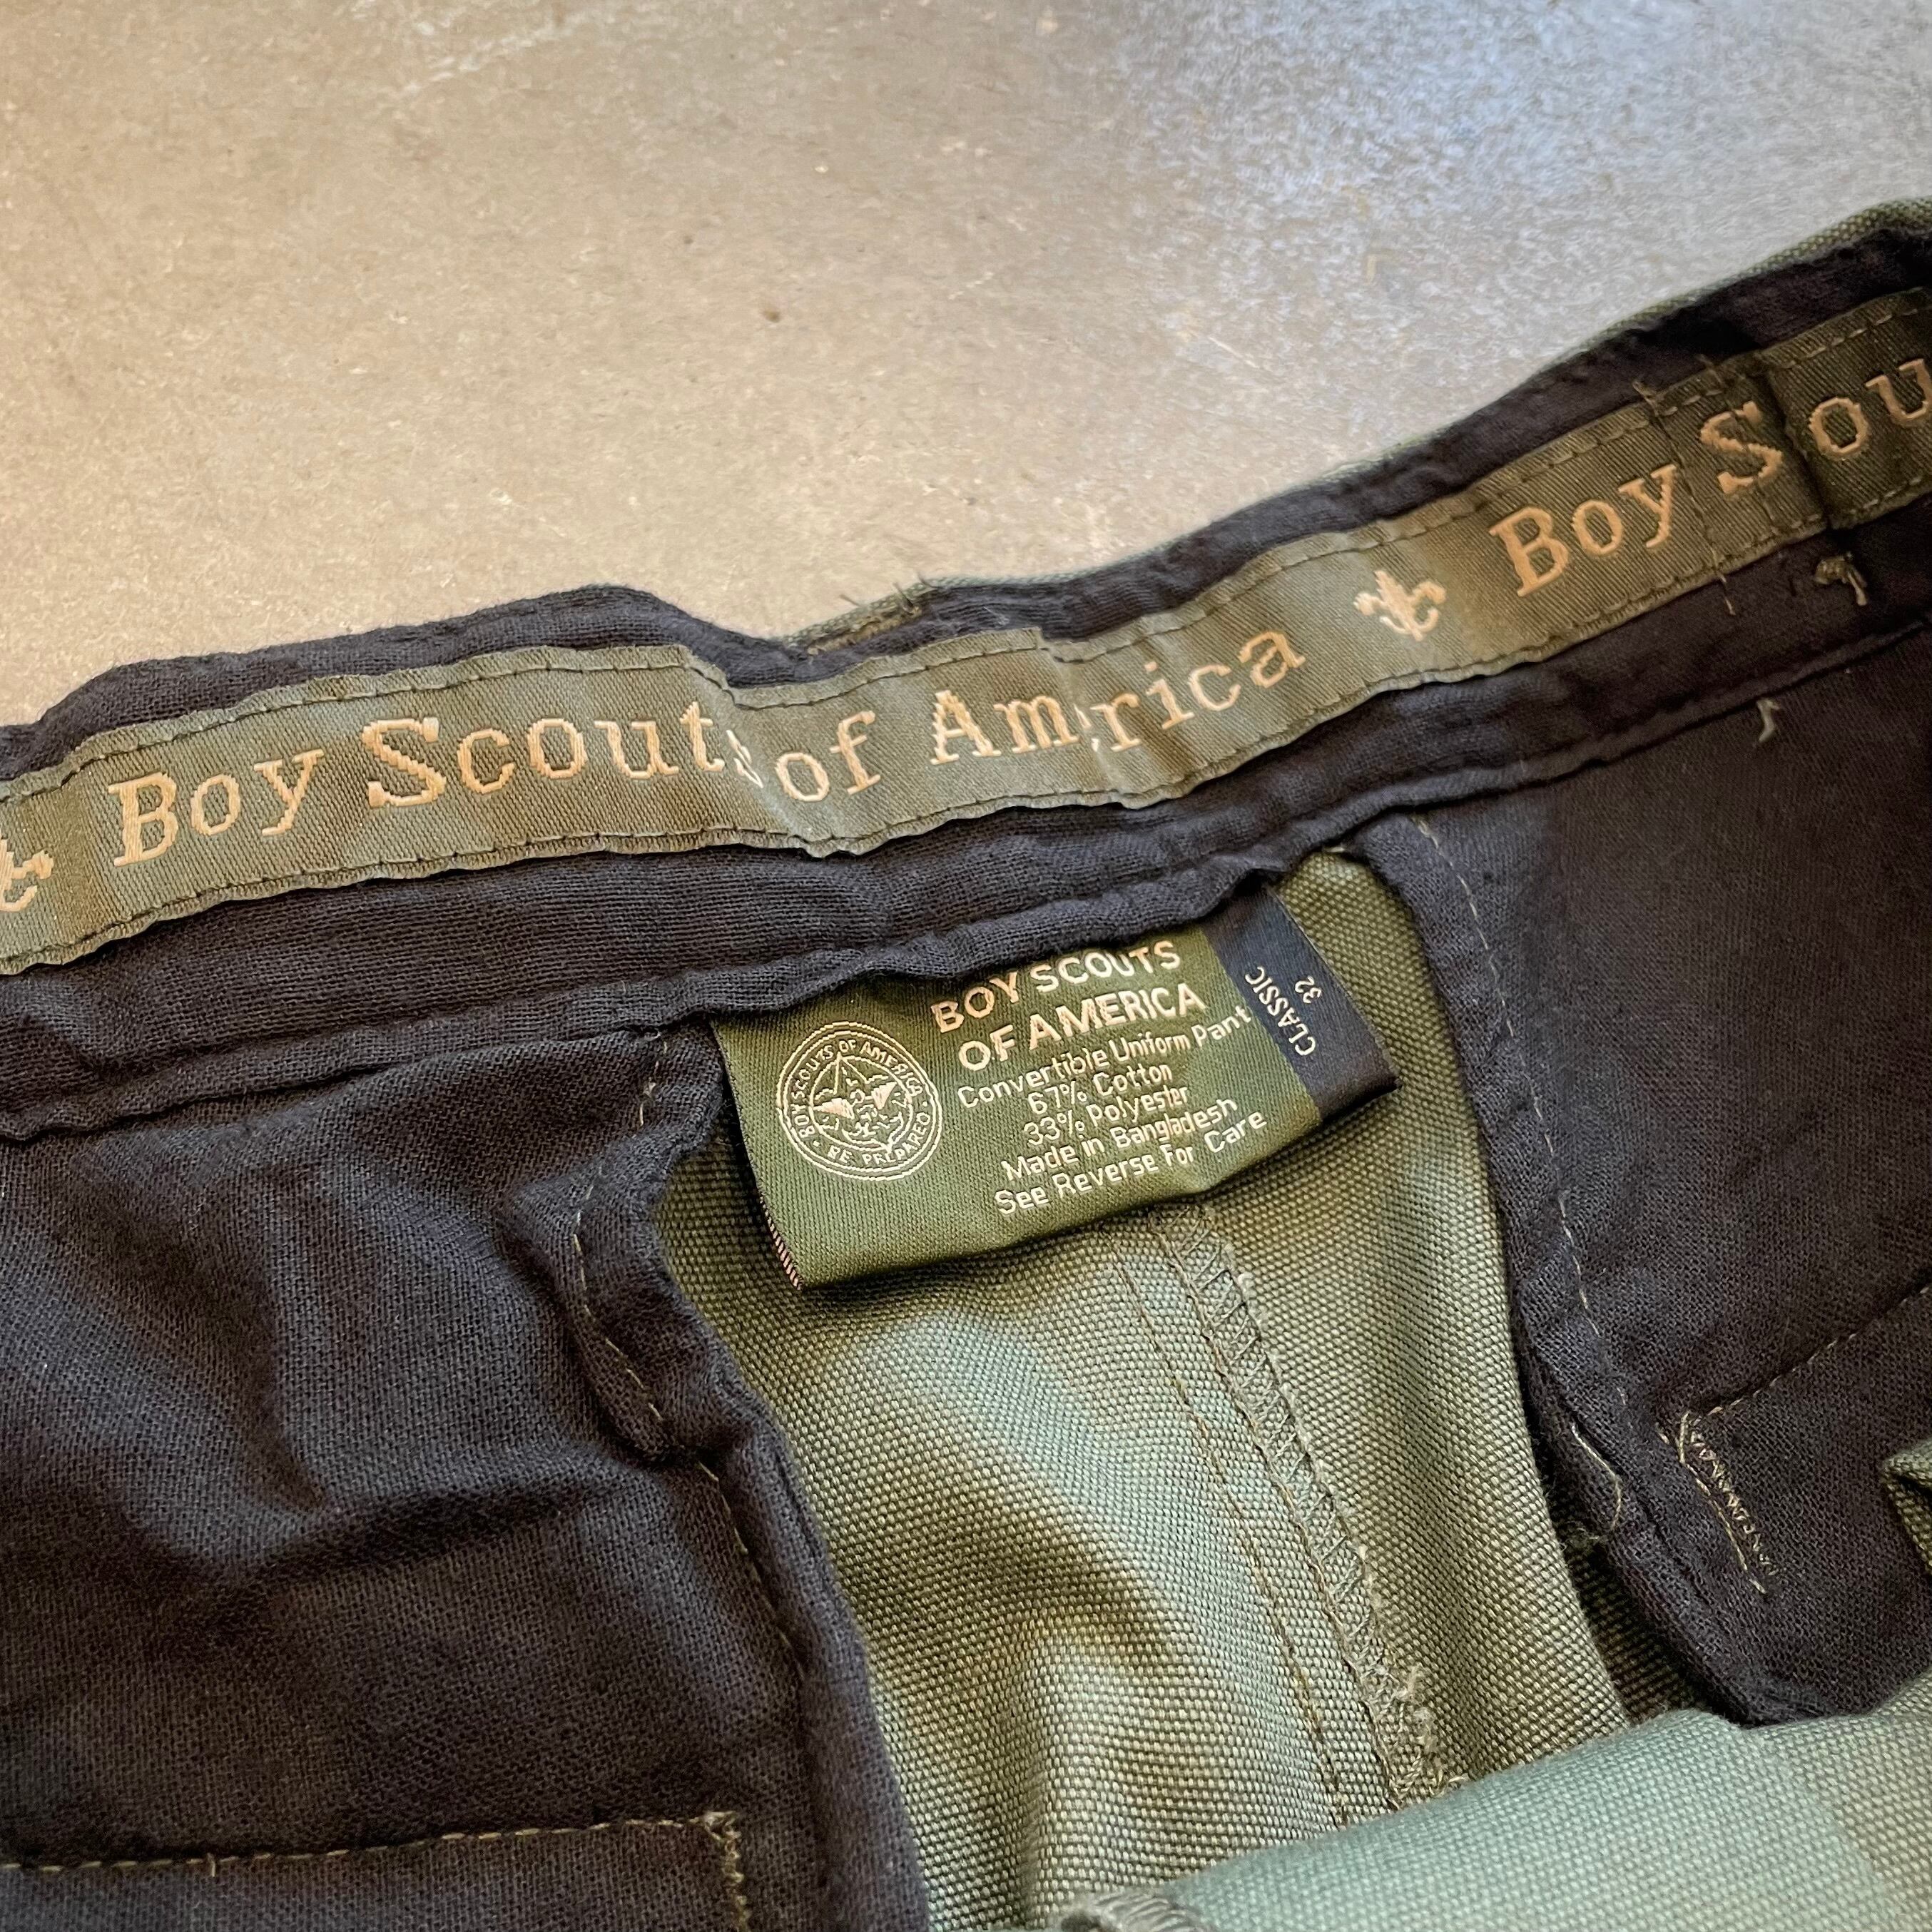 Boy Scouts of America Boy Scou
BOY SCOUTS
OF AMERICA
Convertible Uniform Pant
67% Cotton
33% Polyester
Made in Bangladesh
See Reverse For Care
BOY SCOUTS OF AMERICA
BE PREPARED
CLASSIC
32